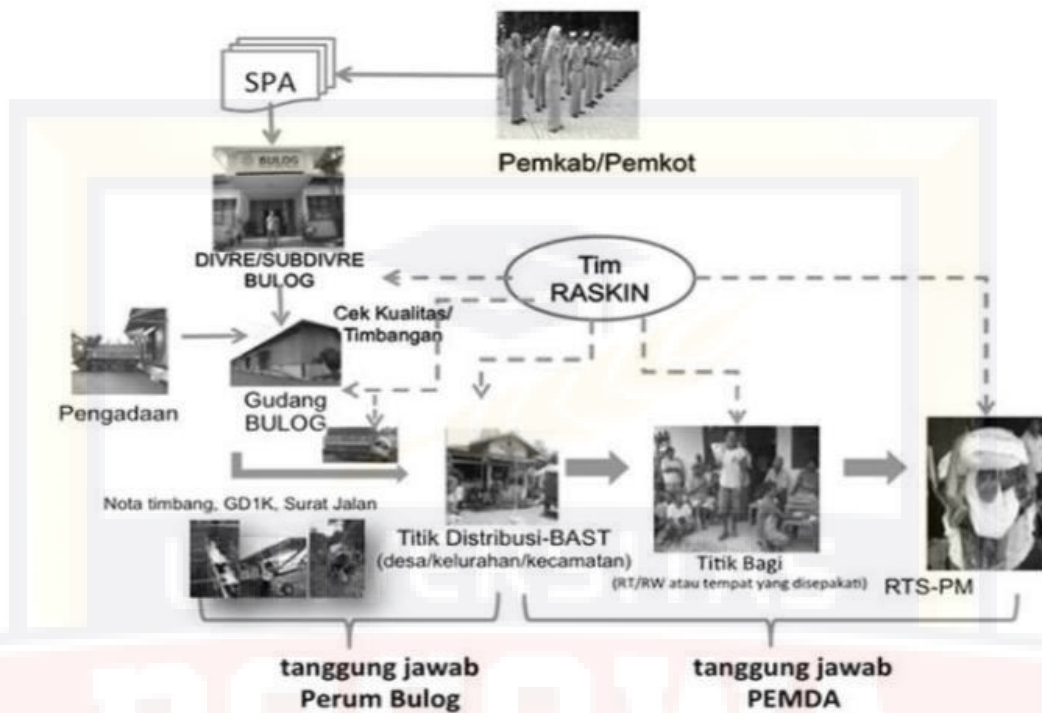 SPA
Pemkab/Pemkot
BULOG
DIVRE/SUBDIVRE
BULOG
Tim
RASKIN
Cek Kualitas/
Timbangan
Pengadaan
Gudang
BULOG
Nota timbang, GD1K, Surat Jalan
Titik Distribusi-BAST
(desa/kelurahan/kecamatan)
Titik Bagi
(RT/RW atau tempat yang disepakati)
RTS-PM
tanggung jawab
Perum Bulog
tanggung jawab
PEMDA